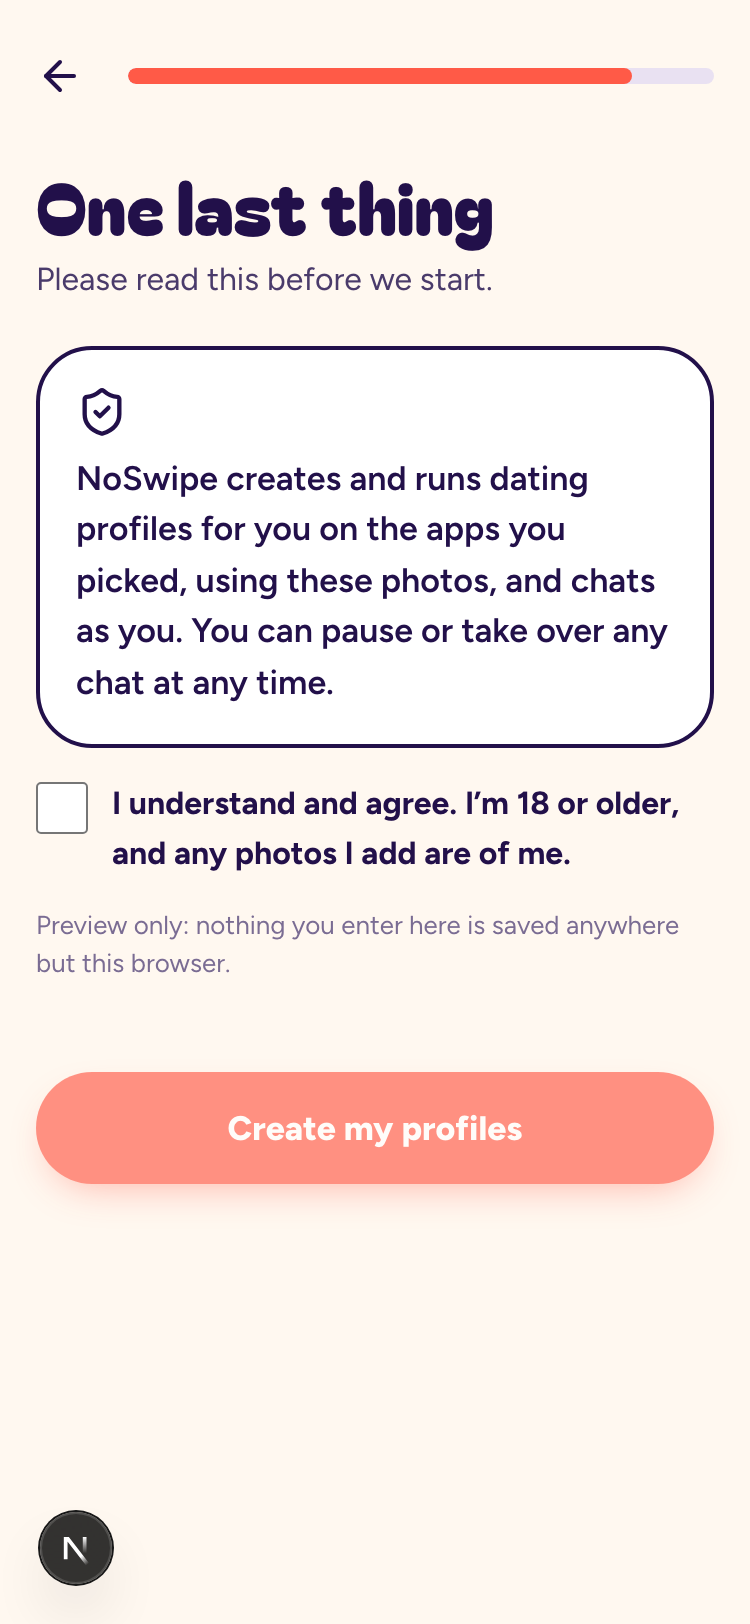 One last thing
Please read this before we start.
NoSwipe creates and runs dating
profiles for you on the apps you
picked, using these photos, and chats
as you. You can pause or take over any
chat at any time.
I understand and agree. I’m 18 or older,
and any photos I add are of me.
Preview only: nothing you enter here is saved anywhere
but this browser.
Create my profiles
N